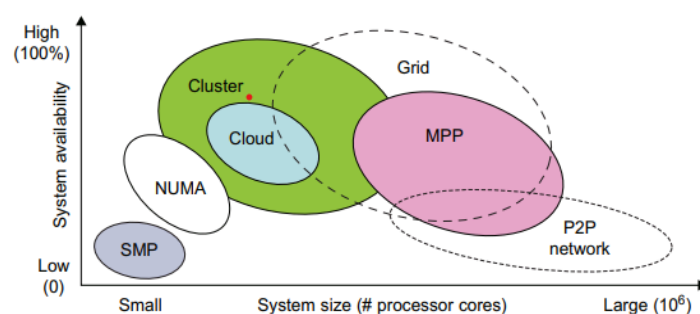 High
(100%)
System availability
Low
(0)
Cluster
Cloud
Grid
MPP
NUMA
SMP
P2P
network
Small
System size (# processor cores)
Large (10⁶)